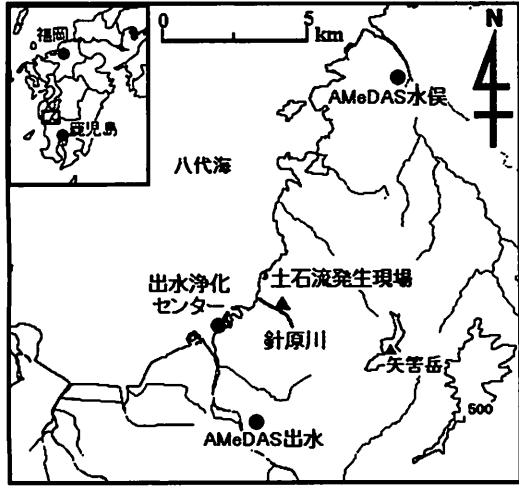 0
5
km
N
福岡
鹿児島
AMeDAS水俣
八代海
土石流発生現場
出水浄化
センター
針原川
矢筈岳
500
AMeDAS出水